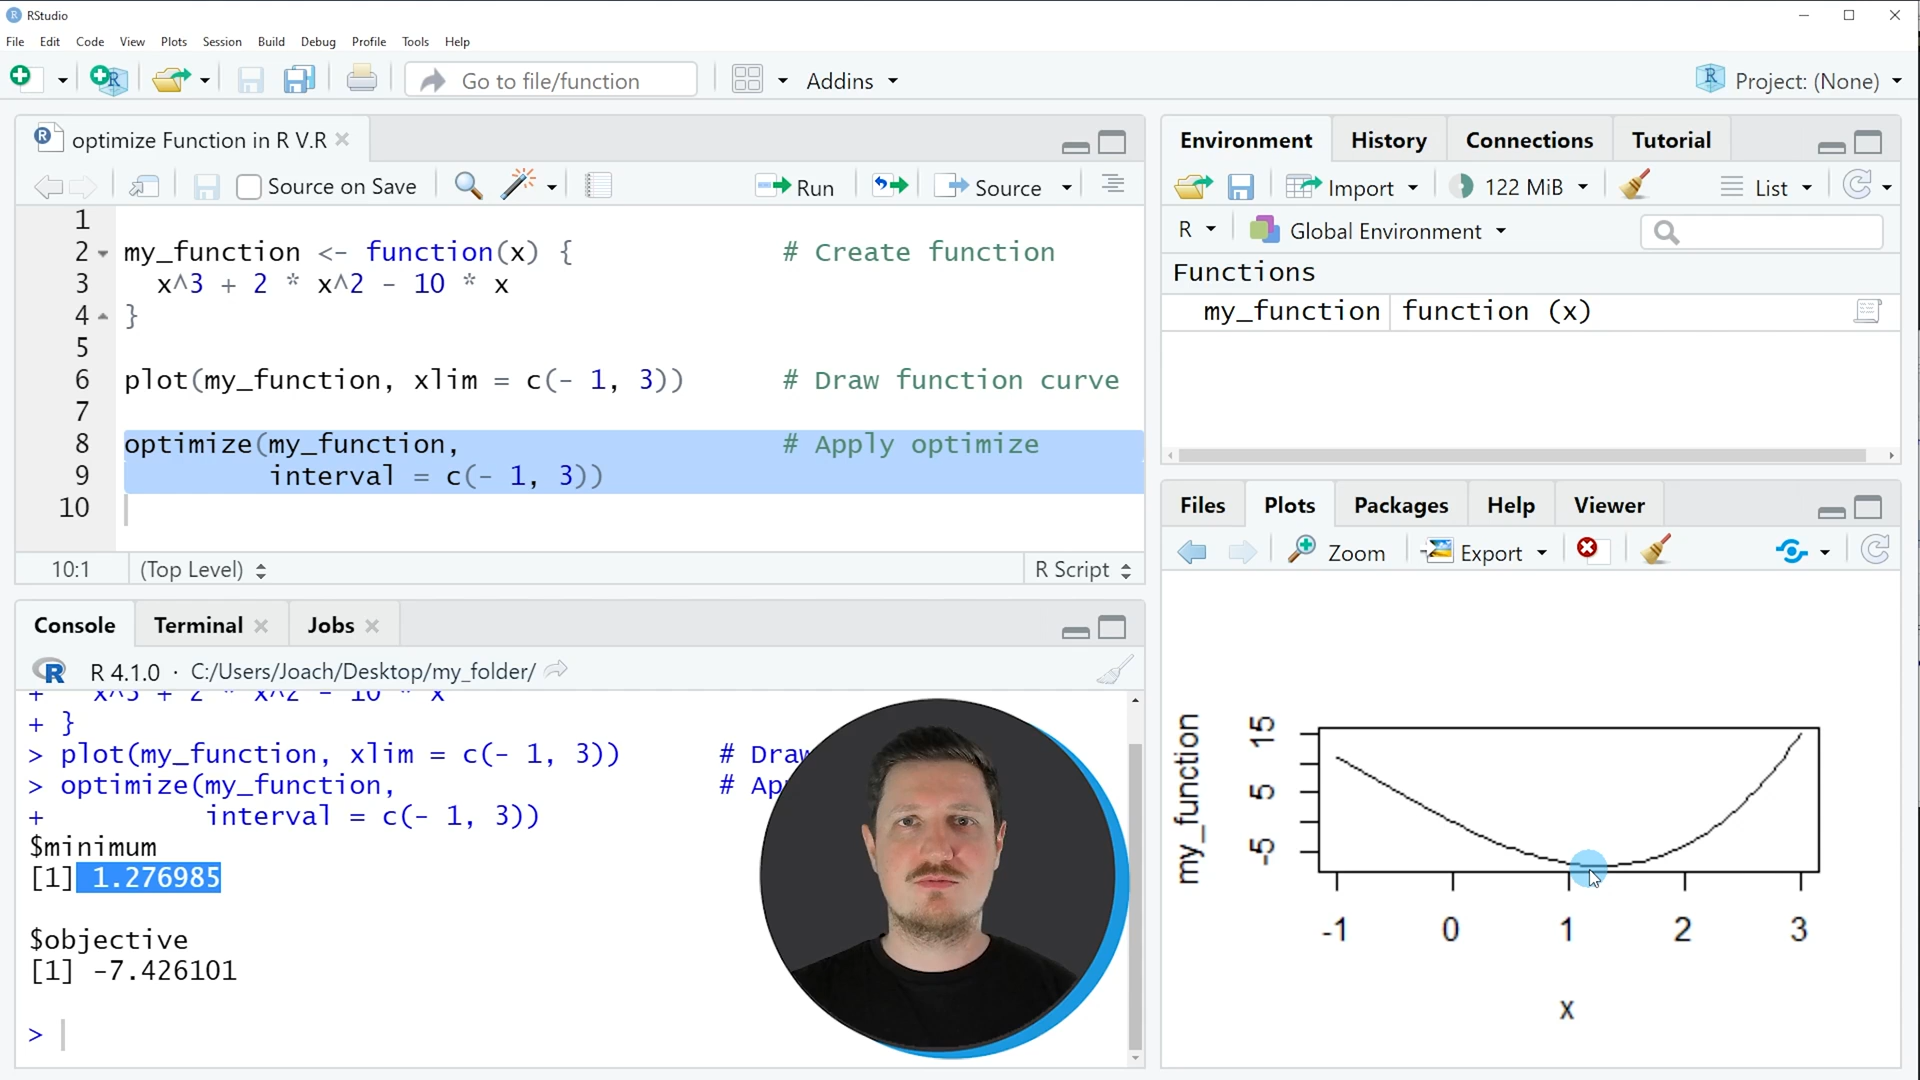 RStudio
File Edit Code View Plots Session Build Debug Profile Tools Help
Go to file/function Addins Project: (None)
optimize Function in R V.R
Source on Save Run Source
1
2 my_function <- function(x) { # Create function
3 x^3 + 2 * x^2 - 10 * x
4 }
5
6 plot(my_function, xlim = c(- 1, 3)) # Draw function curve
7
8 optimize(my_function, # Apply optimize
9 interval = c(- 1, 3))
10
10:1 (Top Level) R Script
Console Terminal Jobs
R 4.1.0 · C:/Users/Joach/Desktop/my_folder/
+ x^3 + 2 * x^2 - 10 * x
+ }
> plot(my_function, xlim = c(- 1, 3)) # Draw
> optimize(my_function, # Ap
+ interval = c(- 1, 3))
$minimum
[1] 1.276985
$objective
[1] -7.426101
>
Environment History Connections Tutorial
Import 122 MiB List
R Global Environment
Functions
my_function function (x)
Files Plots Packages Help Viewer
Zoom Export
my_function
15
5
-5
-1 0 1 2 3
x